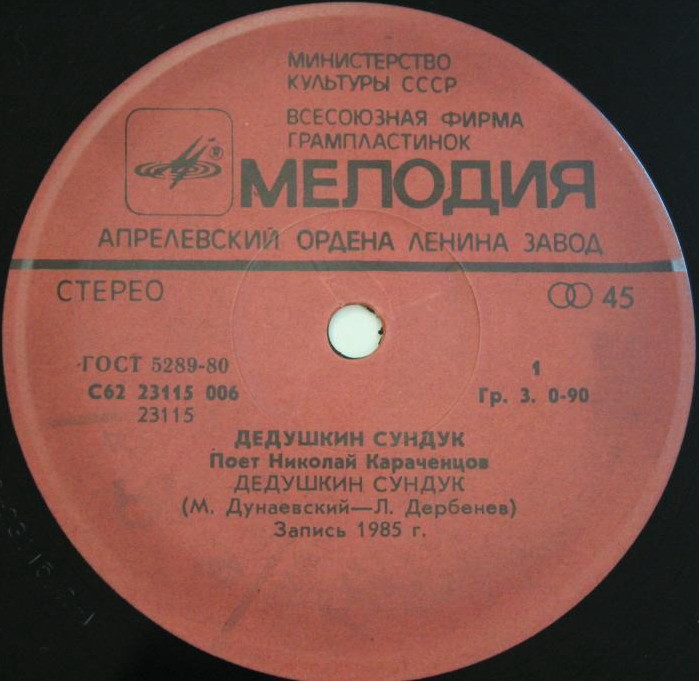 МИНИСТЕРСТВО
КУЛЬТУРЫ СССР
ВСЕСОЮЗНАЯ ФИРМА
ГРАМПЛАСТИНОК
®
МЕЛОДИЯ
АПРЕЛЕВСКИЙ ОРДЕНА ЛЕНИНА ЗАВОД
СТЕРЕО 45
ГОСТ 5289-80 1
С62 23115 006 Гр. 3. 0-90
23115
ДЕДУШКИН СУНДУК
Поет Николай Караченцов
ДЕДУШКИН СУНДУК
(М. Дунаевский—Л. Дербенев)
Запись 1985 г.